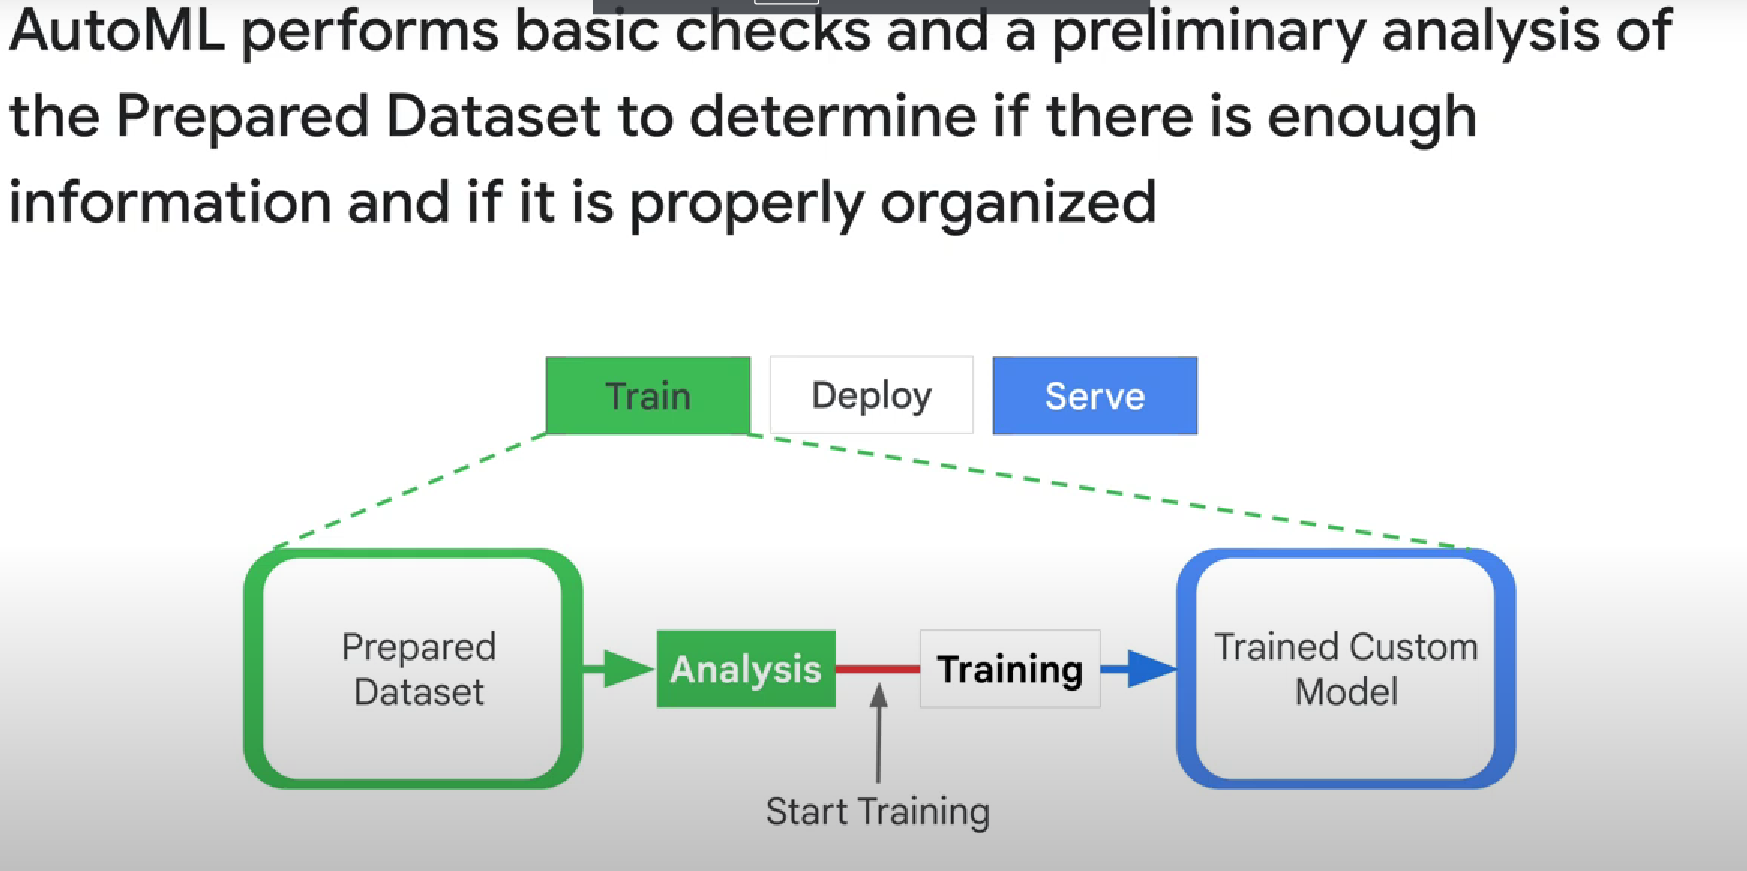 AutoML performs basic checks and a preliminary analysis of
the Prepared Dataset to determine if there is enough
information and if it is properly organized
Train
Deploy
Serve
Prepared
Dataset
Analysis
Training
Trained Custom
Model
Start Training